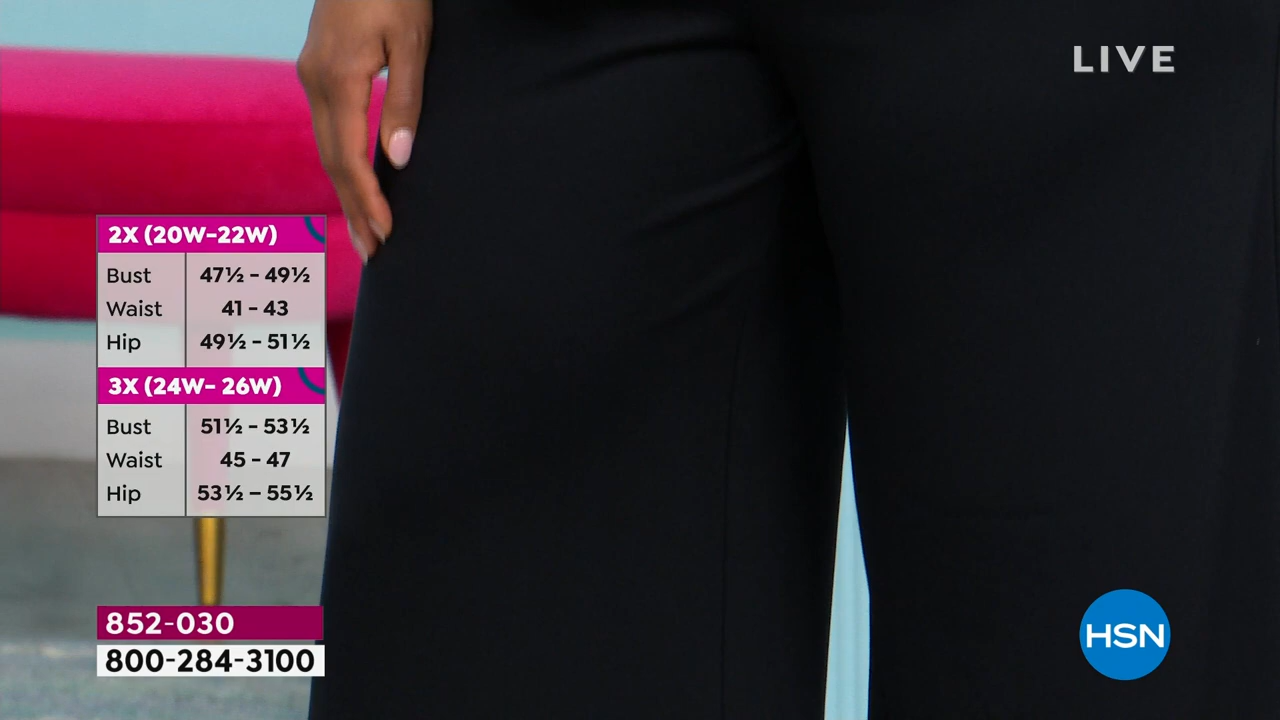 LIVE
2X (20W-22W)
Bust 47½ - 49½
Waist 41 - 43
Hip 49½ - 51½
3X (24W- 26W)
Bust 51½ - 53½
Waist 45 - 47
Hip 53½ - 55½
852-030
800-284-3100
HSN